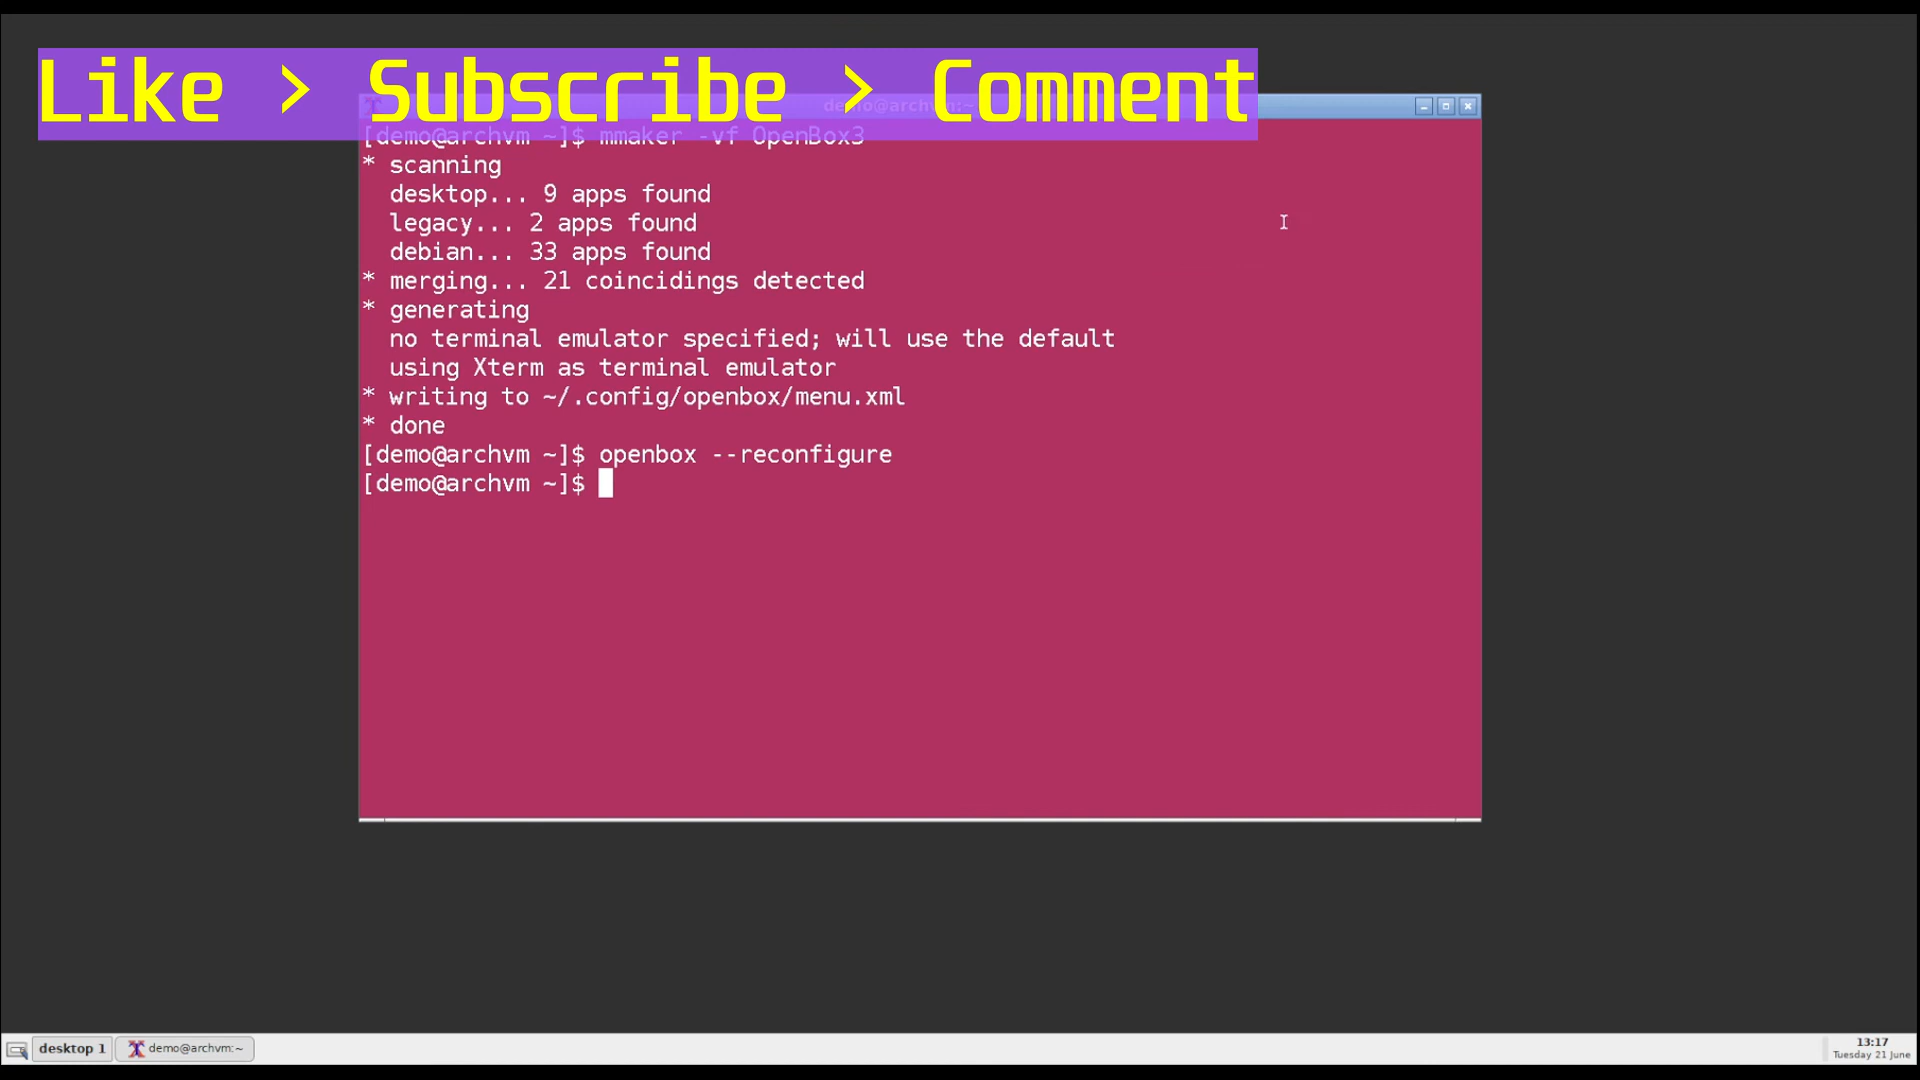 Like > Subscribe > Comment
demo@archvm:~
[demo@archvm ~]$ mmaker -vf OpenBox3
* scanning
  desktop... 9 apps found
  legacy... 2 apps found
  debian... 33 apps found
* merging... 21 coincidings detected
* generating
  no terminal emulator specified; will use the default
  using Xterm as terminal emulator
* writing to ~/.config/openbox/menu.xml
* done
[demo@archvm ~]$ openbox --reconfigure
[demo@archvm ~]$
desktop 1
demo@archvm:~
13:17
Tuesday 21 June